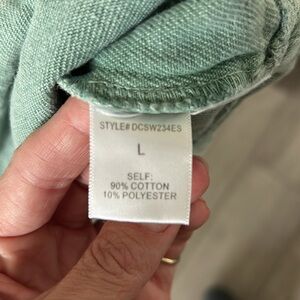 STYLE# DCSW234ES
L
SELF:
90% COTTON
10% POLYESTER